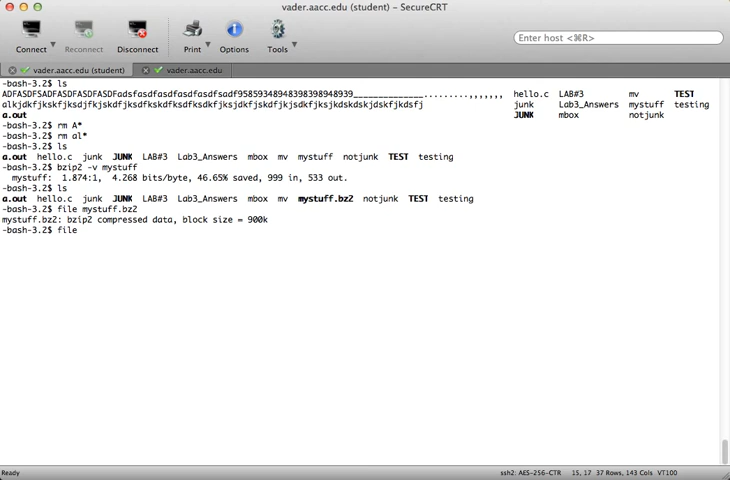 vader.aacc.edu (student) – SecureCRT
Connect Reconnect Disconnect Print Options Tools Enter host <⌘R>
vader.aacc.edu (student) vader.aacc.edu
-bash-3.2$ ls
hello.c LAB#3 mv TEST
junk Lab3_Answers mystuff testing
a.out JUNK mbox notjunk
-bash-3.2$ rm A*
-bash-3.2$ rm al*
-bash-3.2$ ls
a.out hello.c junk JUNK LAB#3 Lab3_Answers mbox mv mystuff notjunk TEST testing
-bash-3.2$ bzip2 -v mystuff
mystuff: 1.874:1, 4.268 bits/byte, 46.65% saved, 999 in, 533 out.
-bash-3.2$ ls
a.out hello.c junk JUNK LAB#3 Lab3_Answers mbox mv mystuff.bz2 notjunk TEST testing
-bash-3.2$ file mystuff.bz2
mystuff.bz2: bzip2 compressed data, block size = 900k
-bash-3.2$ file
Ready ssh2: AES-256-CTR 15, 17 37 Rows, 143 Cols VT100